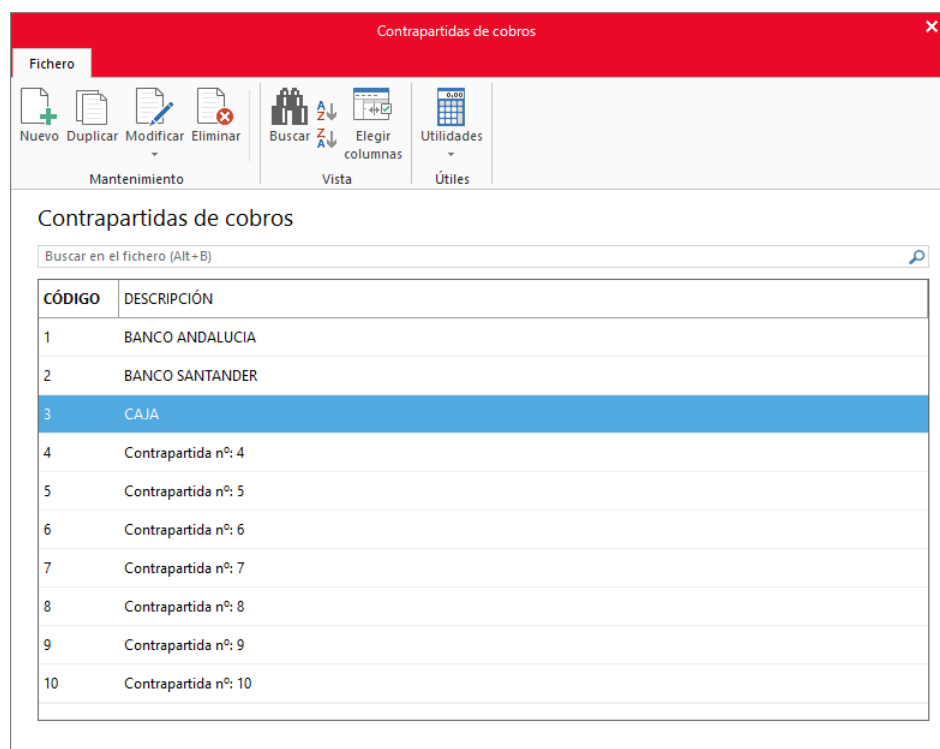 Contrapartidas de cobros
Fichero
Nuevo Duplicar Modificar Eliminar Buscar Elegir columnas Utilidades
Mantenimiento Vista Útiles
Contrapartidas de cobros
Buscar en el fichero (Alt+B)
CÓDIGO DESCRIPCIÓN
1 BANCO ANDALUCIA
2 BANCO SANTANDER
3 CAJA
4 Contrapartida nº: 4
5 Contrapartida nº: 5
6 Contrapartida nº: 6
7 Contrapartida nº: 7
8 Contrapartida nº: 8
9 Contrapartida nº: 9
10 Contrapartida nº: 10